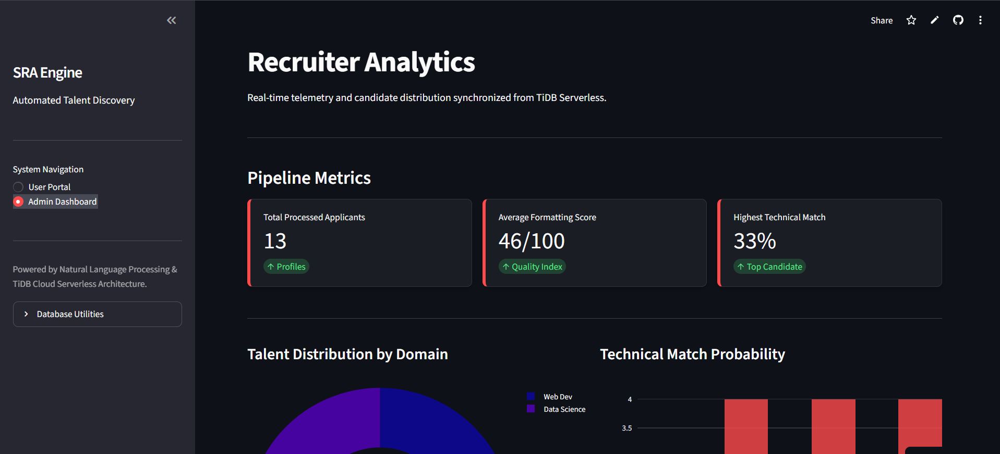 Share
SRA Engine
Automated Talent Discovery
System Navigation
User Portal
Admin Dashboard
Powered by Natural Language Processing &
TiDB Cloud Serverless Architecture.
Database Utilities
Recruiter Analytics
Real-time telemetry and candidate distribution synchronized from TiDB Serverless.
Pipeline Metrics
Total Processed Applicants
13
↑ Profiles
Average Formatting Score
46/100
↑ Quality Index
Highest Technical Match
33%
↑ Top Candidate
Talent Distribution by Domain
Web Dev
Data Science
Technical Match Probability
4
3.5